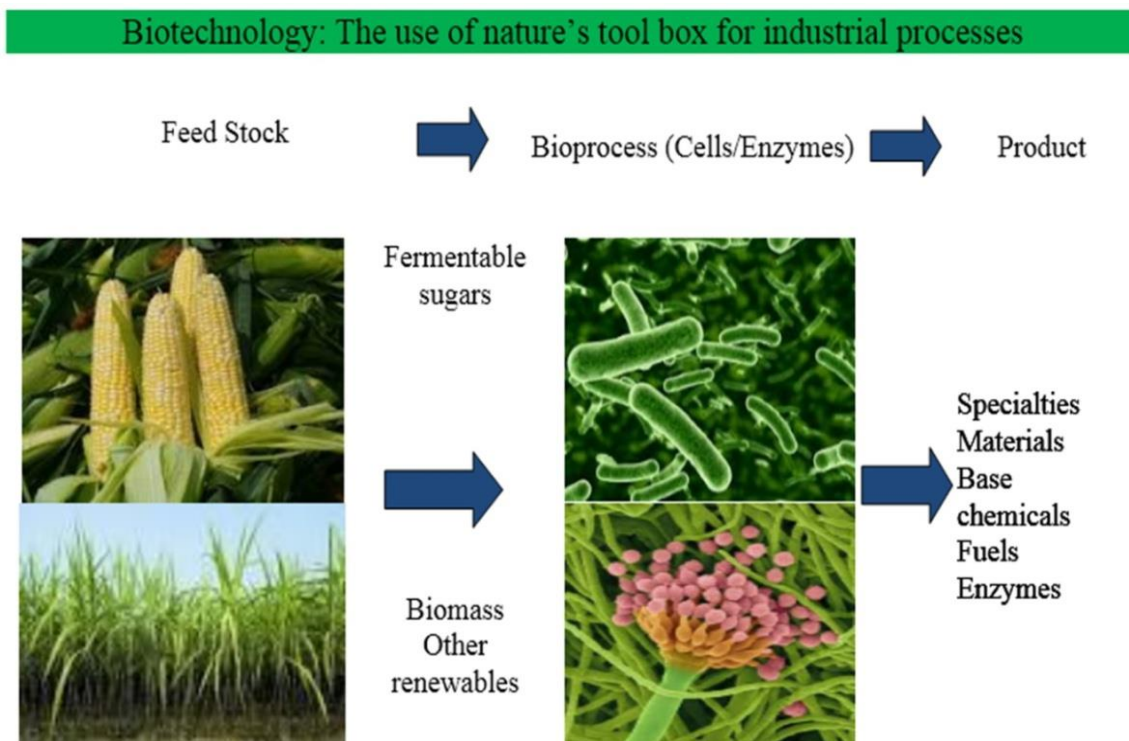 Biotechnology: The use of nature’s tool box for industrial processes
Feed Stock
Bioprocess (Cells/Enzymes)
Product
Fermentable
sugars
Biomass
Other
renewables
Specialties
Materials
Base
chemicals
Fuels
Enzymes